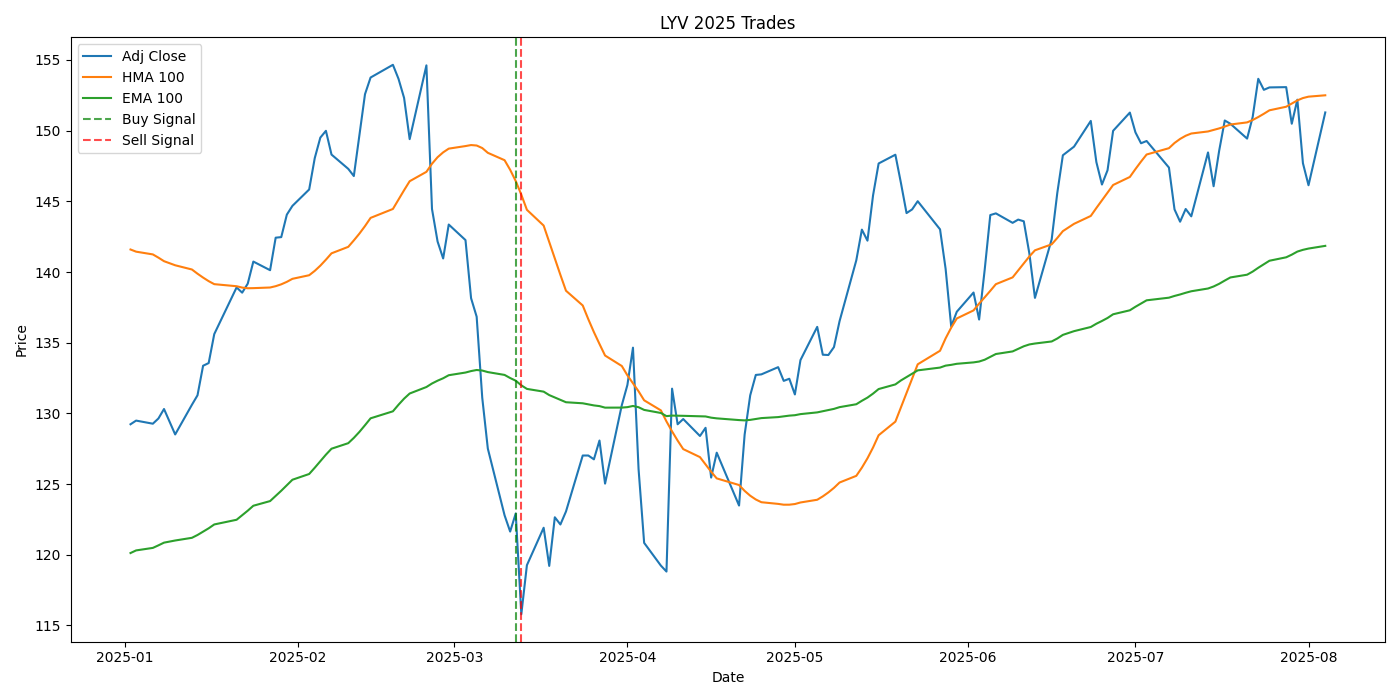 LYV 2025 Trades
Adj Close
HMA 100
EMA 100
Buy Signal
Sell Signal
155
150
145
140
135
130
125
120
115
Price
2025-01 2025-02 2025-03 2025-04 2025-05 2025-06 2025-07 2025-08
Date